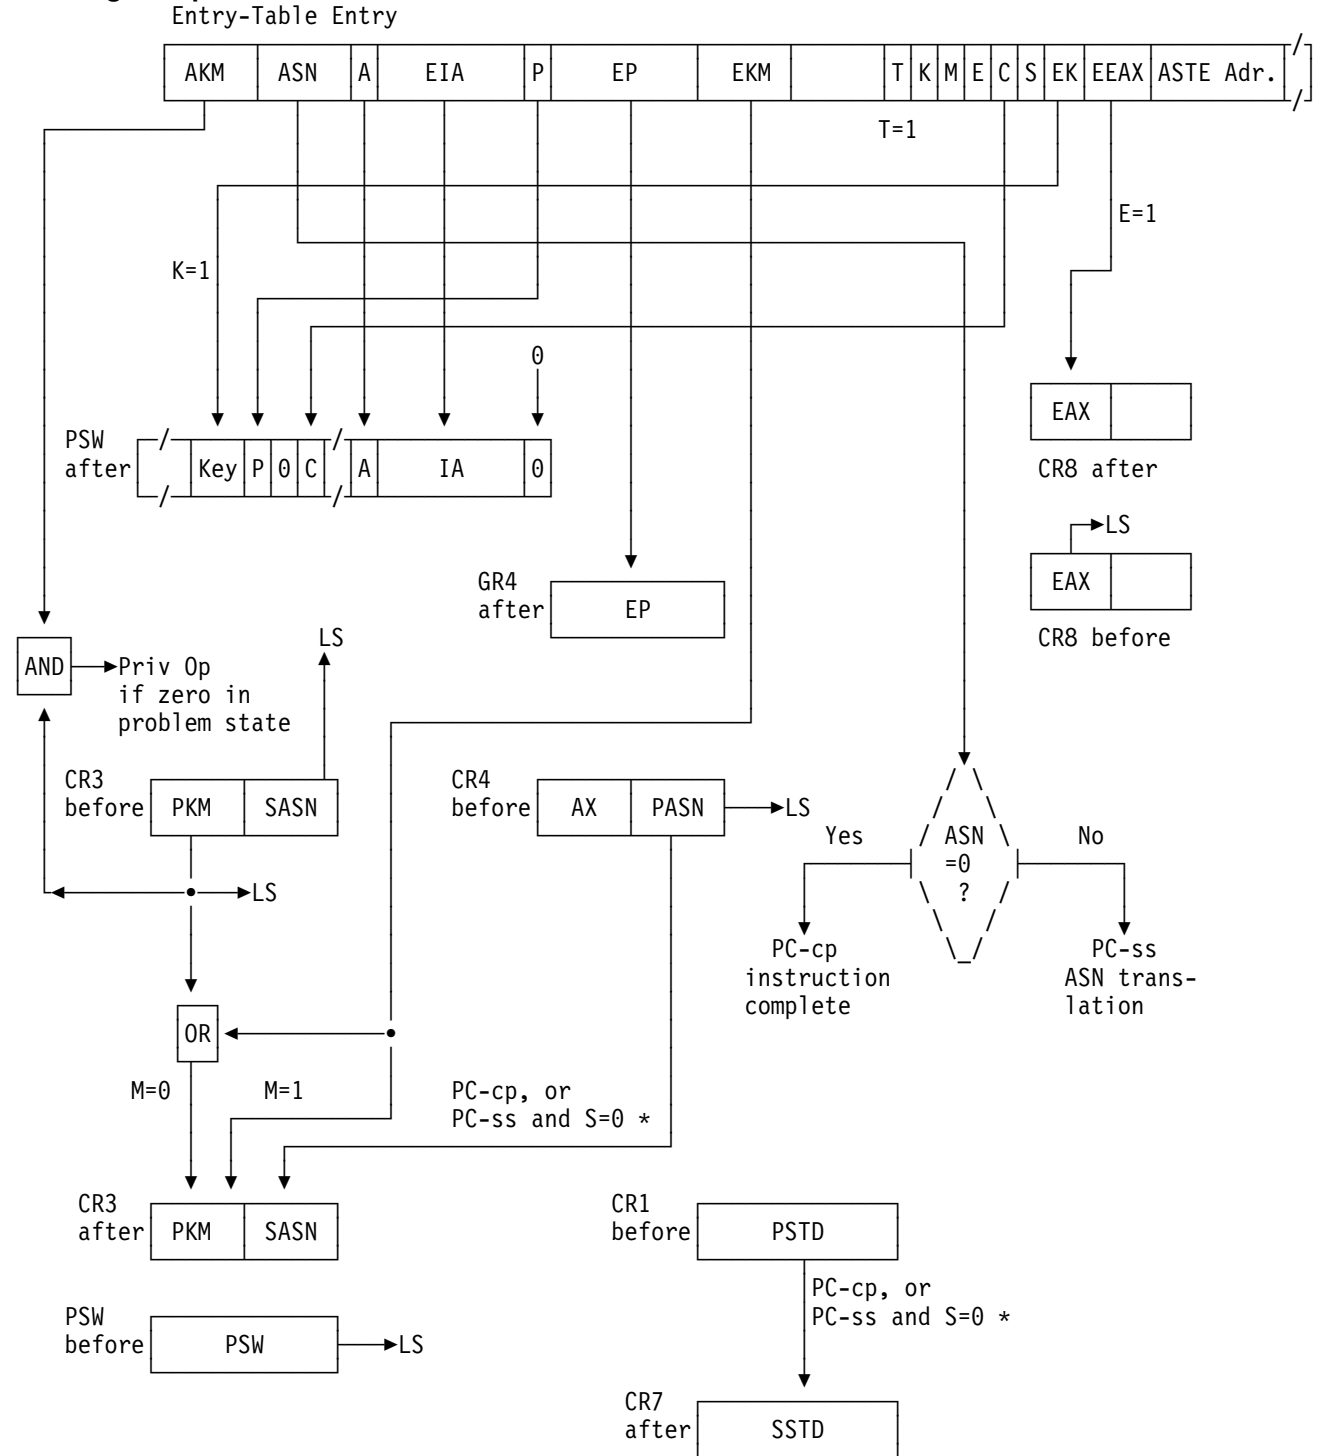 Entry-Table Entry
AKM ASN A EIA P EP EKM T K M E C S EK EEAX ASTE Adr.
T=1
E=1
K=1
0
EAX
PSW
after
Key P 0 C A IA 0
CR8 after
LS
GR4
after
EP
EAX
CR8 before
LS
AND
Priv Op
if zero in
problem state
CR3
before
PKM SASN
CR4
before
AX PASN
LS
Yes
ASN
=0
?
No
LS
PC-cp
instruction
complete
PC-ss
ASN trans-
lation
OR
M=0
M=1
PC-cp, or
PC-ss and S=0 *
CR3
after
PKM SASN
CR1
before
PSTD
PC-cp, or
PC-ss and S=0 *
PSW
before
PSW
LS
CR7
after
SSTD